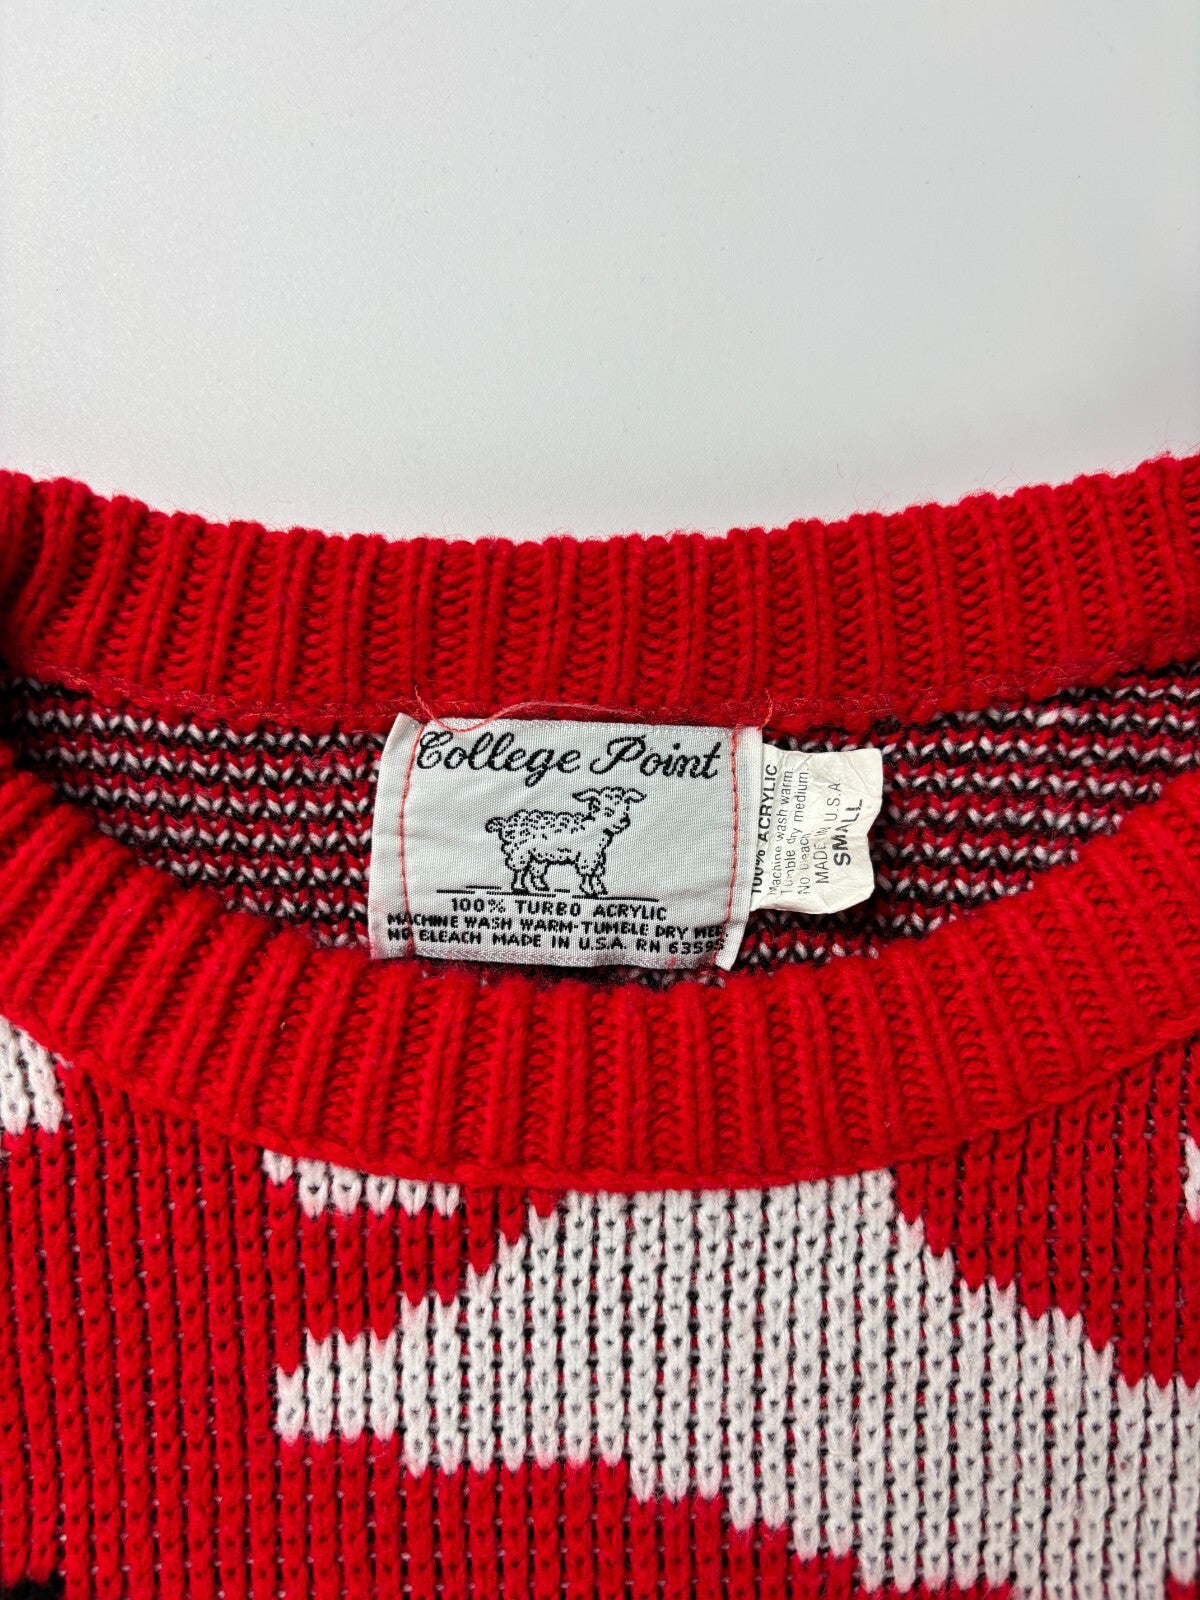 College Point
100% TURBO ACRYLIC
MACHINE WASH WARM-TUMBLE DRY MED
NO BLEACH MADE IN U.S.A. RN 63595
100% ACRYLIC
Machine wash warm
Tumble dry medium.
No bleach
MADE IN U.S.A.
SMALL